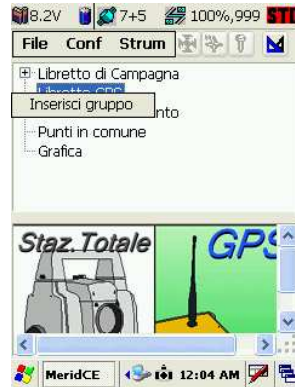 8.2V 7+5 100%,999 STD
File Conf Strum
Libretto di Campagna
Libretto GPS
Inserisci gruppo
nto
Punti in comune
Grafica
Staz. Totale
GPS
MeridCE 12:04 AM